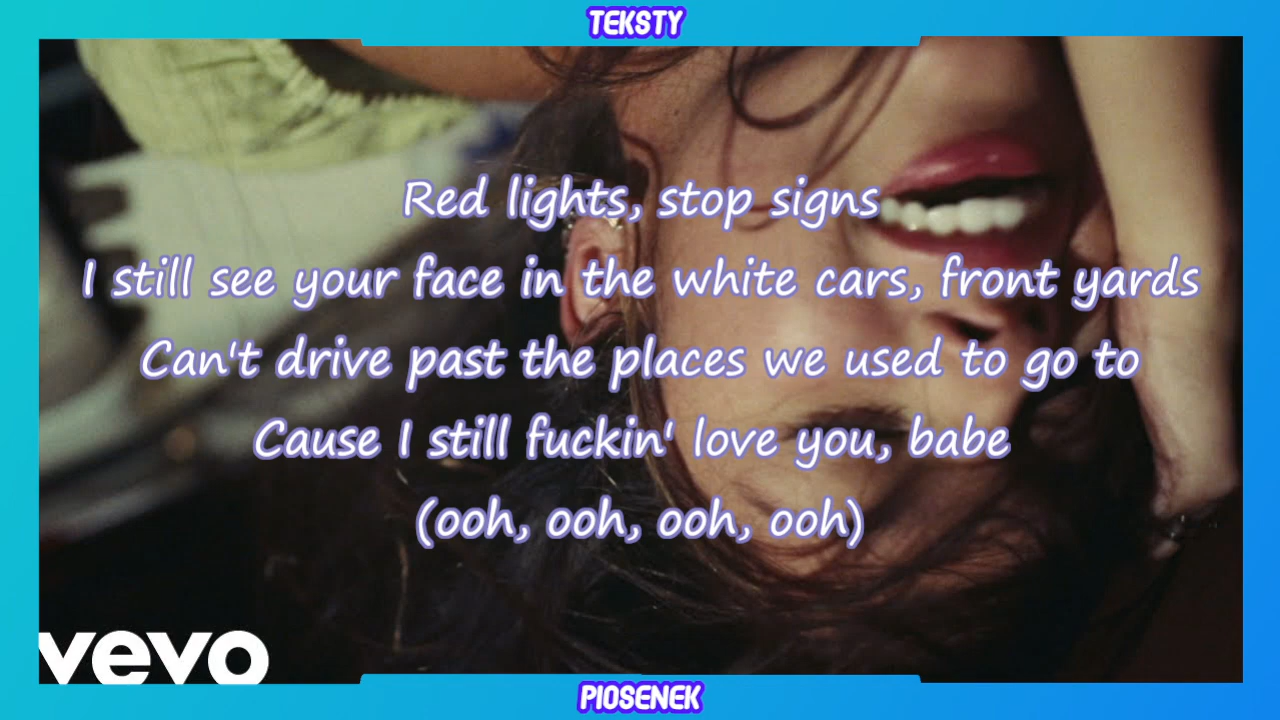 TEKSTY
Red lights, stop signs
I still see your face in the white cars, front yards
Can't drive past the places we used to go to
Cause I still fuckin' love you, babe
(ooh, ooh, ooh, ooh)
vevo
PIOSENEK